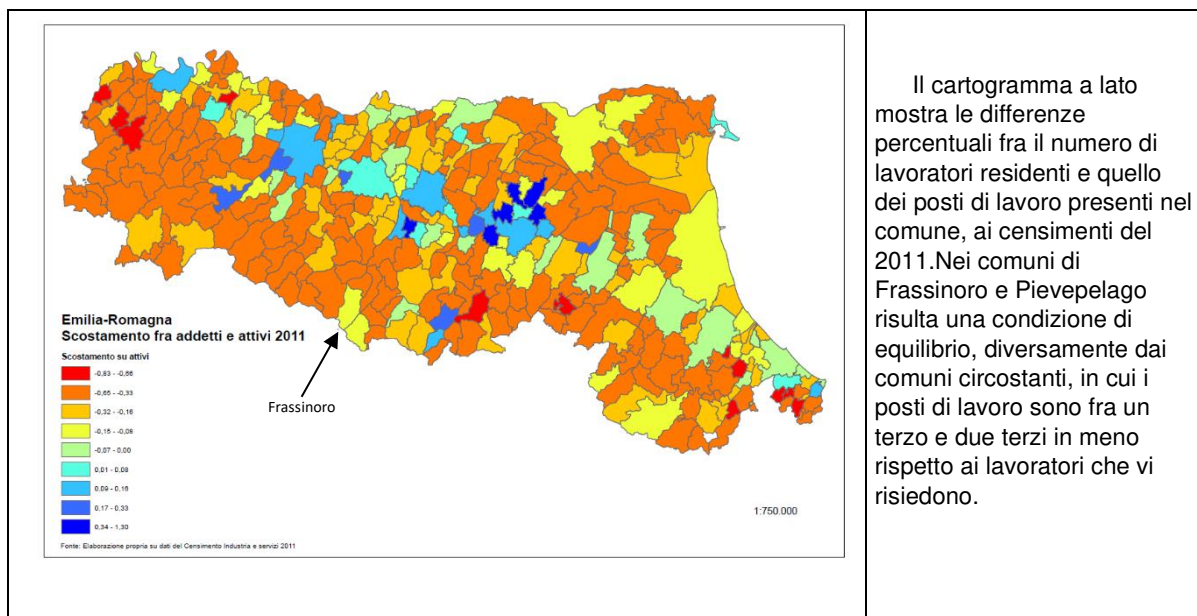 Emilia-Romagna
Scostamento fra addetti e attivi 2011
Scostamento su attivi
-0,83 - -0,66
-0,65 - -0,33
-0,32 - -0,16
-0,15 - -0,08
-0,07 - 0,00
0,01 - 0,08
0,09 - 0,16
0,17 - 0,33
0,34 - 1,30
Fonte: Elaborazione propria su dati del Censimento Industria e servizi 2011
Frassinoro
1:750.000
Il cartogramma a lato
mostra le differenze
percentuali fra il numero di
lavoratori residenti e quello
dei posti di lavoro presenti nel
comune, ai censimenti del
2011.Nei comuni di
Frassinoro e Pievepelago
risulta una condizione di
equilibrio, diversamente dai
comuni circostanti, in cui i
posti di lavoro sono fra un
terzo e due terzi in meno
rispetto ai lavoratori che vi
risiedono.